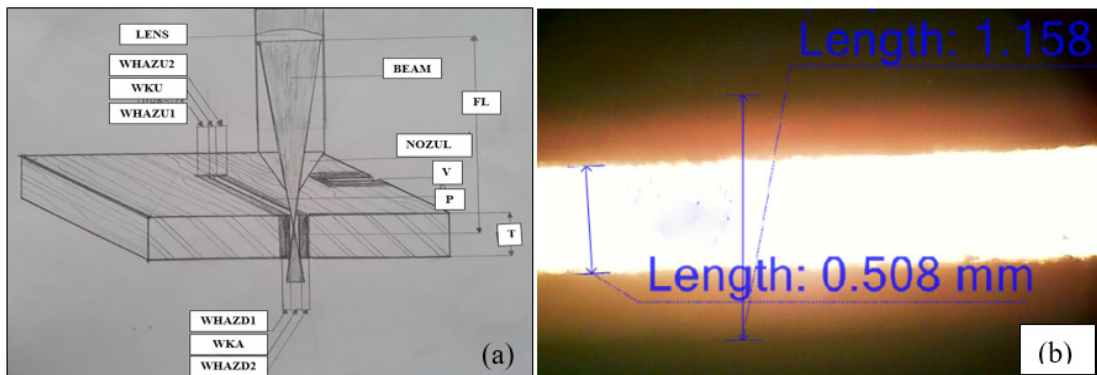 LENS
WHAZU2
WKU
WHAZU1
BEAM
FL
NOZUL
V
P
T
WHAZD1
WKA
WHAZD2
(a)
Length: 1.158
Length: 0.508 mm
(b)